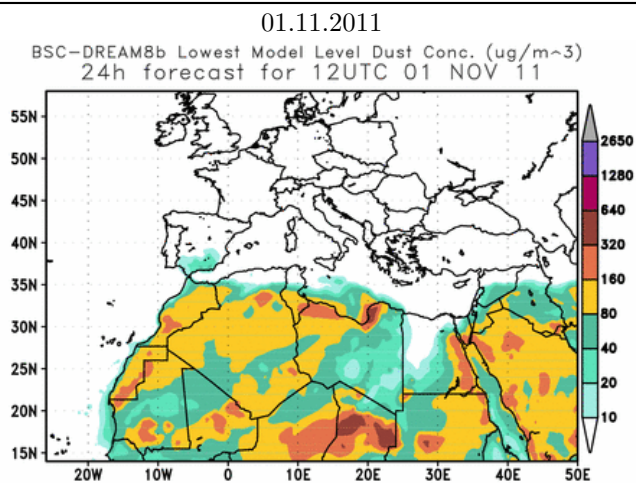 01.11.2011
BSC-DREAM8b Lowest Model Level Dust Conc. (ug/m^3)
24h forecast for 12UTC 01 NOV 11
55N
50N
45N
40N
35N
30N
25N
20N
15N
20W
10W
0
10E
20E
30E
40E
50E
2650
1280
640
320
160
80
40
20
10